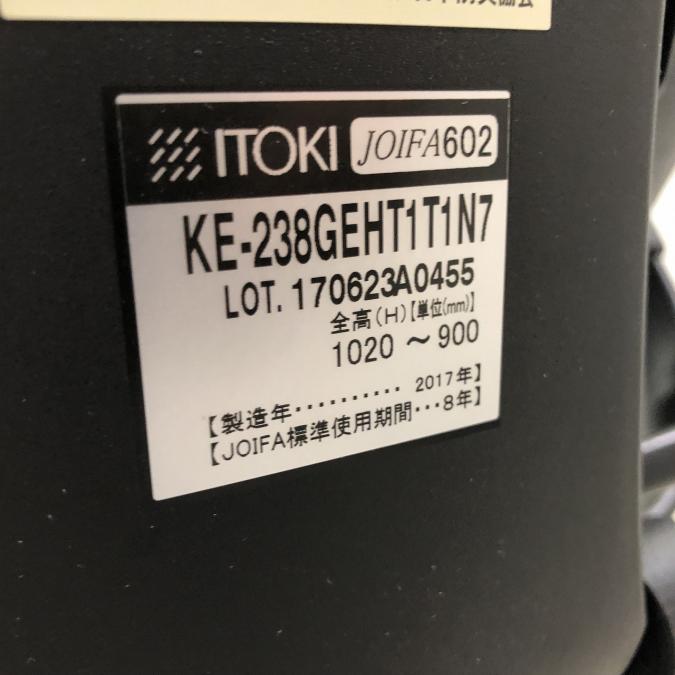 ITOKI JOIFA602
KE-238GEHT1T1N7
LOT. 170623A0455
全高(H)【単位(mm)】
1020 ～ 900
【製造年‥‥‥‥‥ 2017年】
【JOIFA標準使用期間…8年】